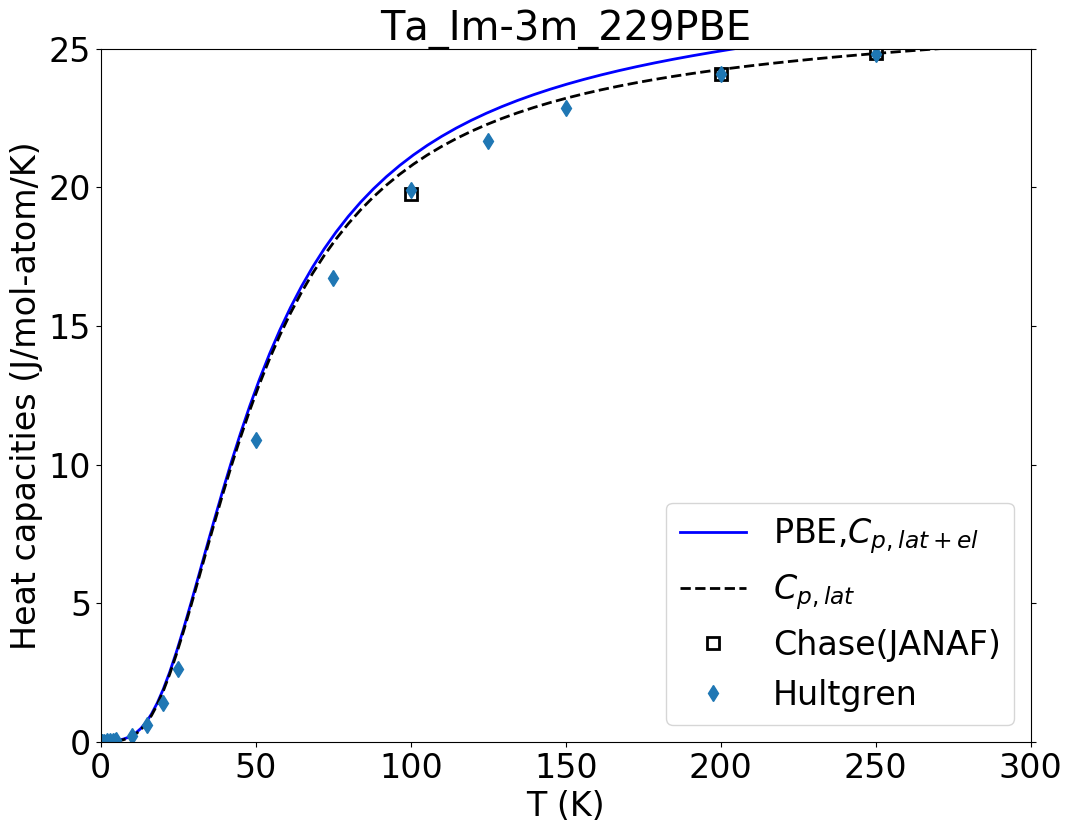 Ta_Im-3m_229PBE
Heat capacities (J/mol-atom/K)
25
20
15
10
5
0
0 50 100 150 200 250 300
T (K)
PBE,C_{p, lat + el}
C_{p, lat}
Chase(JANAF)
Hultgren